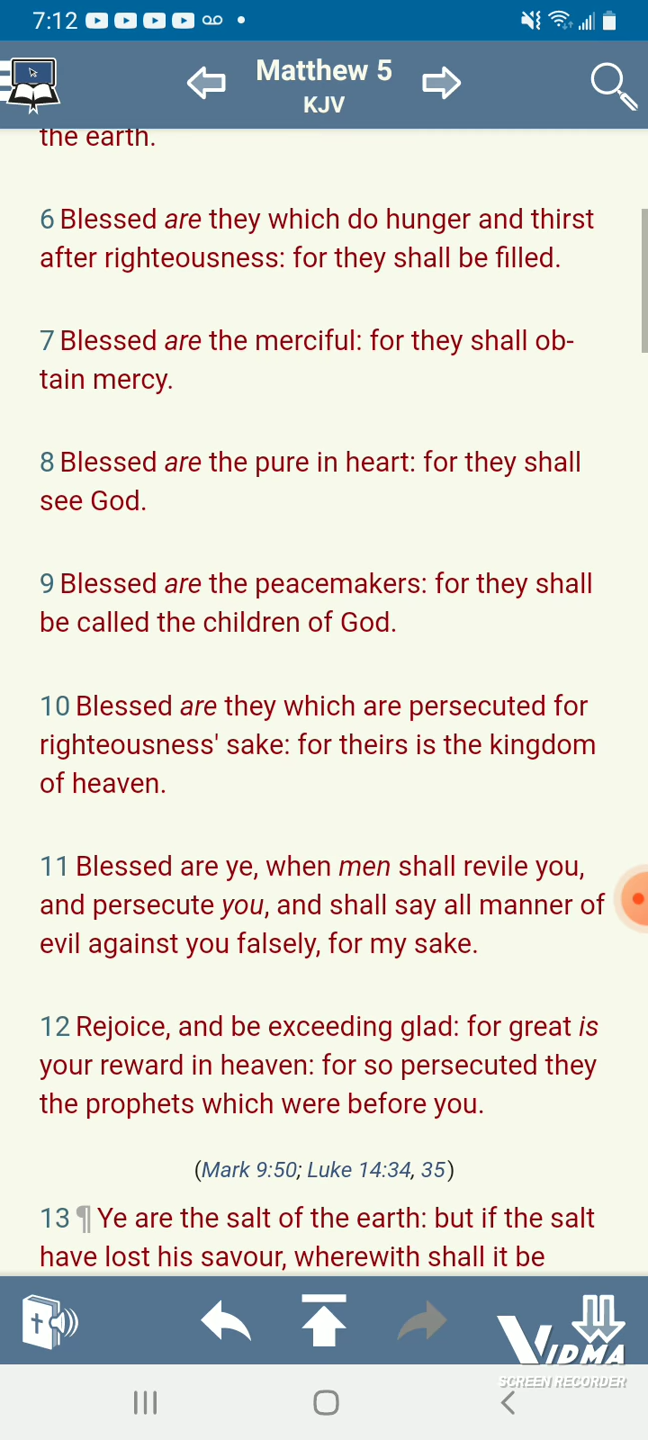 7:12
Matthew 5
KJV
the earth.
6 Blessed are they which do hunger and thirst
after righteousness: for they shall be filled.
7 Blessed are the merciful: for they shall ob-
tain mercy.
8 Blessed are the pure in heart: for they shall
see God.
9 Blessed are the peacemakers: for they shall
be called the children of God.
10 Blessed are they which are persecuted for
righteousness' sake: for theirs is the kingdom
of heaven.
11 Blessed are ye, when men shall revile you,
and persecute you, and shall say all manner of
evil against you falsely, for my sake.
12 Rejoice, and be exceeding glad: for great is
your reward in heaven: for so persecuted they
the prophets which were before you.
(Mark 9:50; Luke 14:34, 35)
13 ¶ Ye are the salt of the earth: but if the salt
have lost his savour, wherewith shall it be
VIDMA
SCREEN RECORDER